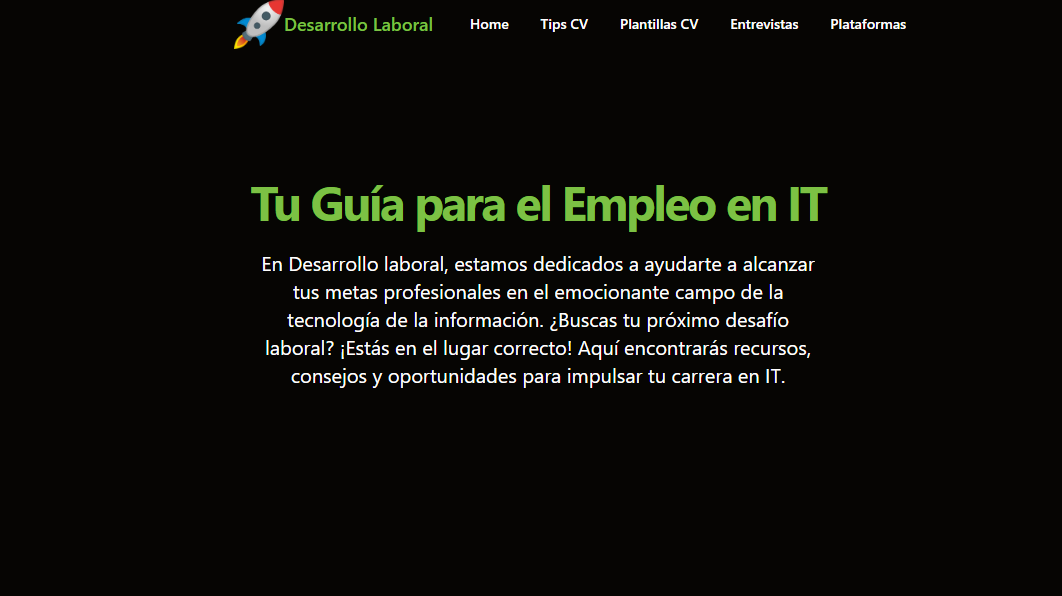 Desarrollo Laboral Home Tips CV Plantillas CV Entrevistas Plataformas
Tu Guía para el Empleo en IT
En Desarrollo laboral, estamos dedicados a ayudarte a alcanzar
tus metas profesionales en el emocionante campo de la
tecnología de la información. ¿Buscas tu próximo desafío
laboral? ¡Estás en el lugar correcto! Aquí encontrarás recursos,
consejos y oportunidades para impulsar tu carrera en IT.